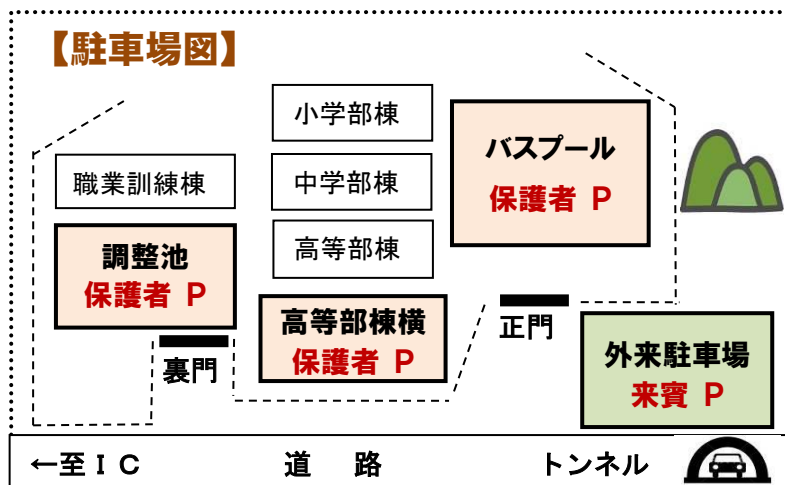 【駐車場図】
小学部棟
バスプール
保護者 P
職業訓練棟
中学部棟
調整池
保護者 P
高等部棟
高等部棟横
保護者 P
正門
裏門
外来駐車場
来賓 P
←至ＩＣ
道 路
トンネル